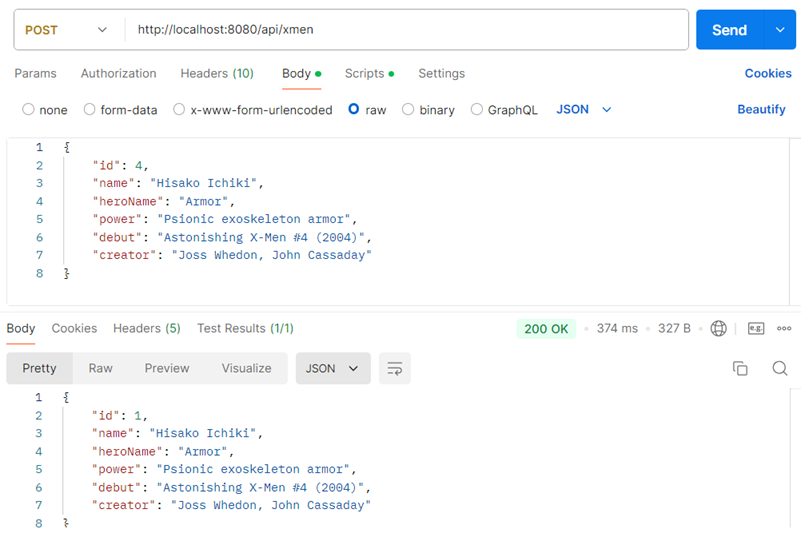 POST http://localhost:8080/api/xmen Send
Params Authorization Headers (10) Body Scripts Settings Cookies
none form-data x-www-form-urlencoded raw binary GraphQL JSON Beautify
1 {
2 "id": 4,
3 "name": "Hisako Ichiki",
4 "heroName": "Armor",
5 "power": "Psionic exoskeleton armor",
6 "debut": "Astonishing X-Men #4 (2004)",
7 "creator": "Joss Whedon, John Cassaday"
8 }
Body Cookies Headers (5) Test Results (1/1) 200 OK 374 ms 327 B e.g.
Pretty Raw Preview Visualize JSON
1 {
2 "id": 1,
3 "name": "Hisako Ichiki",
4 "heroName": "Armor",
5 "power": "Psionic exoskeleton armor",
6 "debut": "Astonishing X-Men #4 (2004)",
7 "creator": "Joss Whedon, John Cassaday"
8 }